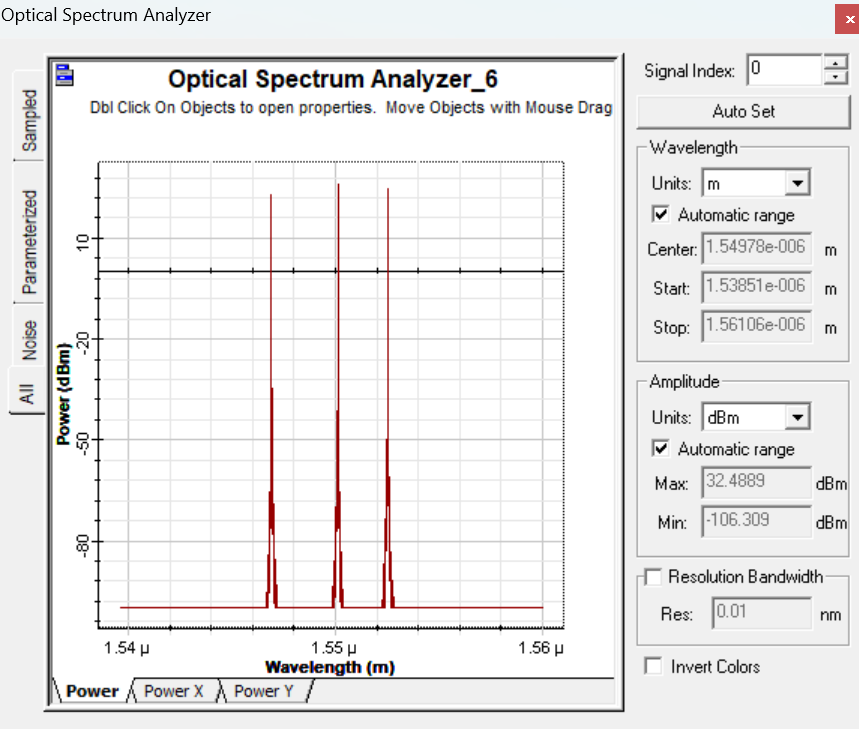 Optical Spectrum Analyzer
x
Sampled
Parameterized
Noise
All
Optical Spectrum Analyzer_6
Dbl Click On Objects to open properties.  Move Objects with Mouse Drag
Power (dBm)
10
-20
-50
-80
1.54 µ
1.55 µ
1.56 µ
Wavelength (m)
Power
Power X
Power Y
Signal Index: 0
Auto Set
Wavelength
Units: m
Automatic range
Center: 1.54978e-006 m
Start: 1.53851e-006 m
Stop: 1.56106e-006 m
Amplitude
Units: dBm
Automatic range
Max: 32.4889 dBm
Min: -106.309 dBm
Resolution Bandwidth
Res: 0.01 nm
Invert Colors